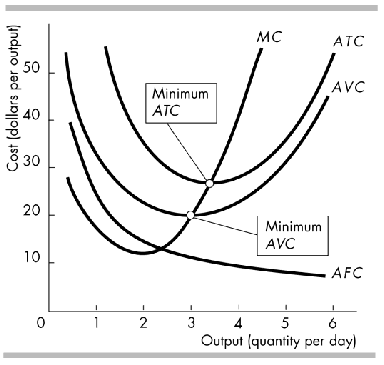 MC
ATC
AVC
Minimum
ATC
Cost (dollars per output)
50
40
30
20
10
Minimum
AVC
AFC
0 1 2 3 4 5 6
Output (quantity per day)